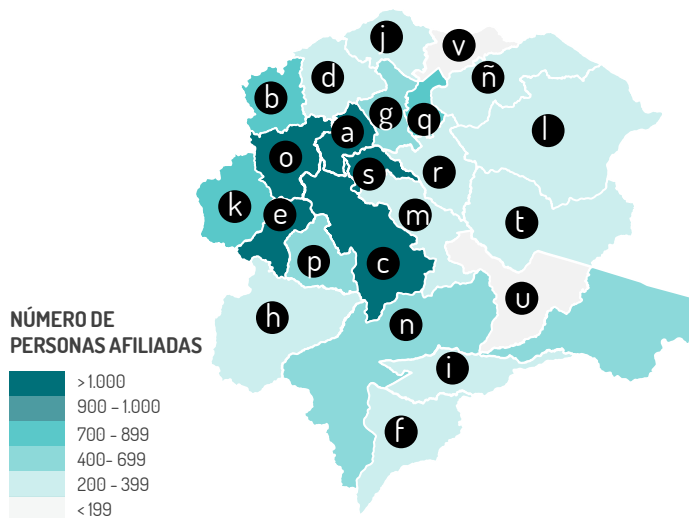 j
v
d
ñ
b
g
q
a
l
o
r
s
k
e
m
t
p
c
u
h
n
i
f
NÚMERO DE
PERSONAS AFILIADAS
>1.000
900 - 1.000
700 - 899
400- 699
200 - 399
<199